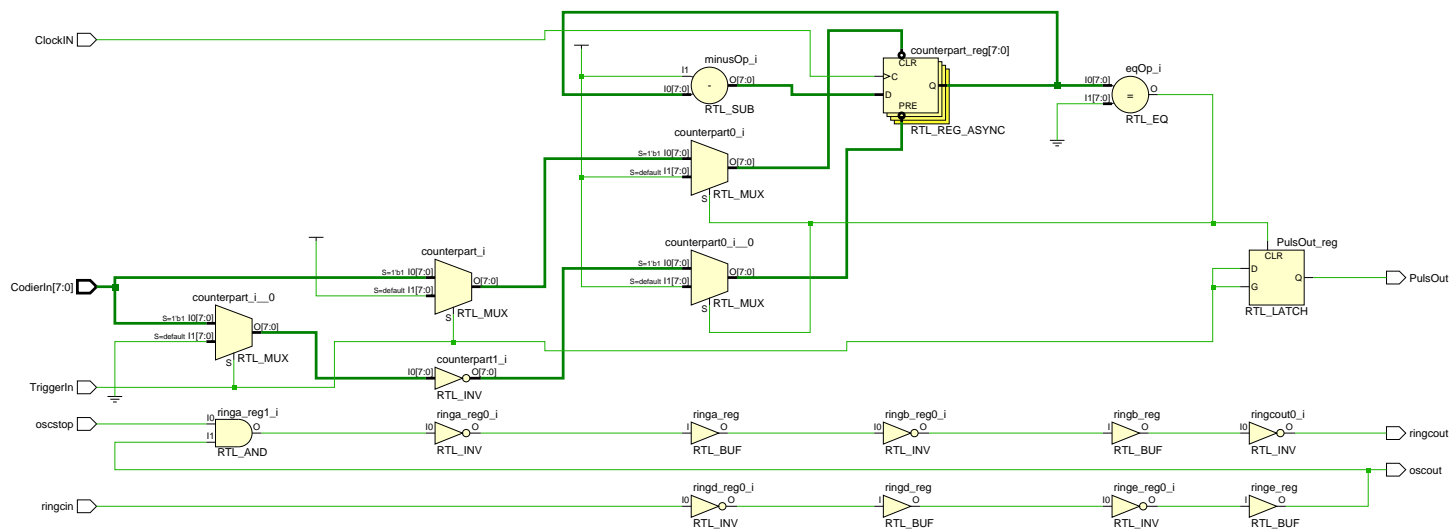 ClockIN
minusOp_i
I1
I0[7:0]
-
O[7:0]
RTL_SUB
counterpart_reg[7:0]
CLR
C
D
Q
PRE
RTL_REG_ASYNC
eqOp_i
I0[7:0]
I1[7:0]
=
O
RTL_EQ
counterpart0_i
S=1'b1 I0[7:0]
S=default I1[7:0]
O[7:0]
S
RTL_MUX
counterpart_i
S=1'b1 I0[7:0]
S=default I1[7:0]
O[7:0]
S
RTL_MUX
counterpart0_i__0
S=1'b1 I0[7:0]
S=default I1[7:0]
O[7:0]
S
RTL_MUX
PulsOut_reg
CLR
D
G
Q
RTL_LATCH
PulsOut
CodierIn[7:0]
counterpart_i__0
S=1'b1 I0[7:0]
S=default I1[7:0]
O[7:0]
S
RTL_MUX
counterpart1_i
I0[7:0]
O[7:0]
RTL_INV
TriggerIn
oscstop
ringa_reg1_i
I0
I1
O
RTL_AND
ringa_reg0_i
I0
O
RTL_INV
ringa_reg
I
O
RTL_BUF
ringb_reg0_i
I0
O
RTL_INV
ringb_reg
I
O
RTL_BUF
ringcout0_i
I0
O
RTL_INV
ringcout
oscout
ringcin
ringd_reg0_i
I0
O
RTL_INV
ringd_reg
I
O
RTL_BUF
ringe_reg0_i
I0
O
RTL_INV
ringe_reg
I
O
RTL_BUF